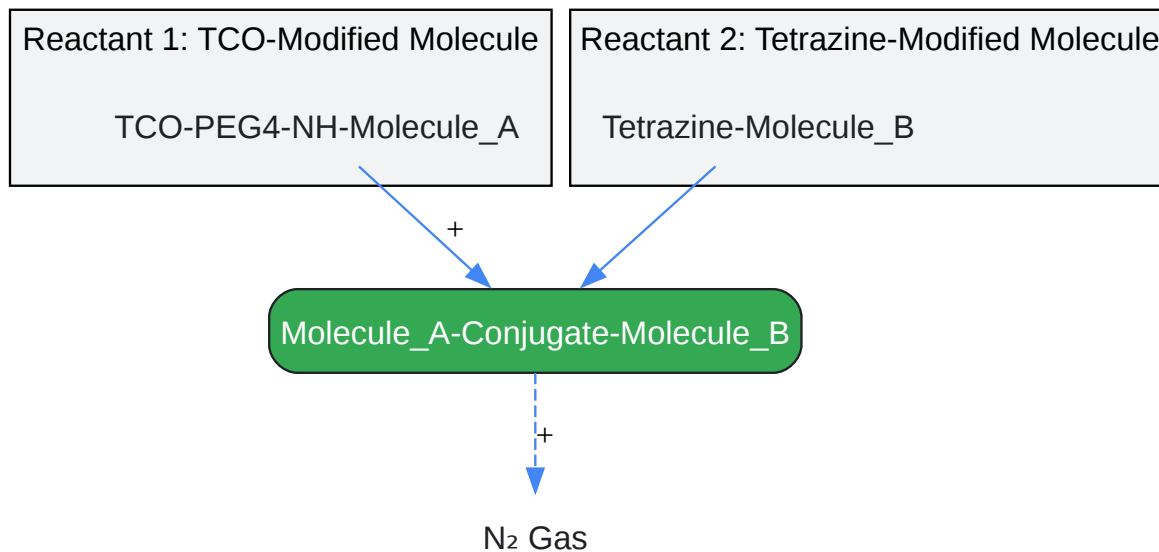 Reactant 1: TCO-Modified Molecule
Reactant 2: Tetrazine-Modified Molecule
TCO-PEG4-NH-Molecule_A
Tetrazine-Molecule_B
+
Molecule_A-Conjugate-Molecule_B
+
N₂ Gas